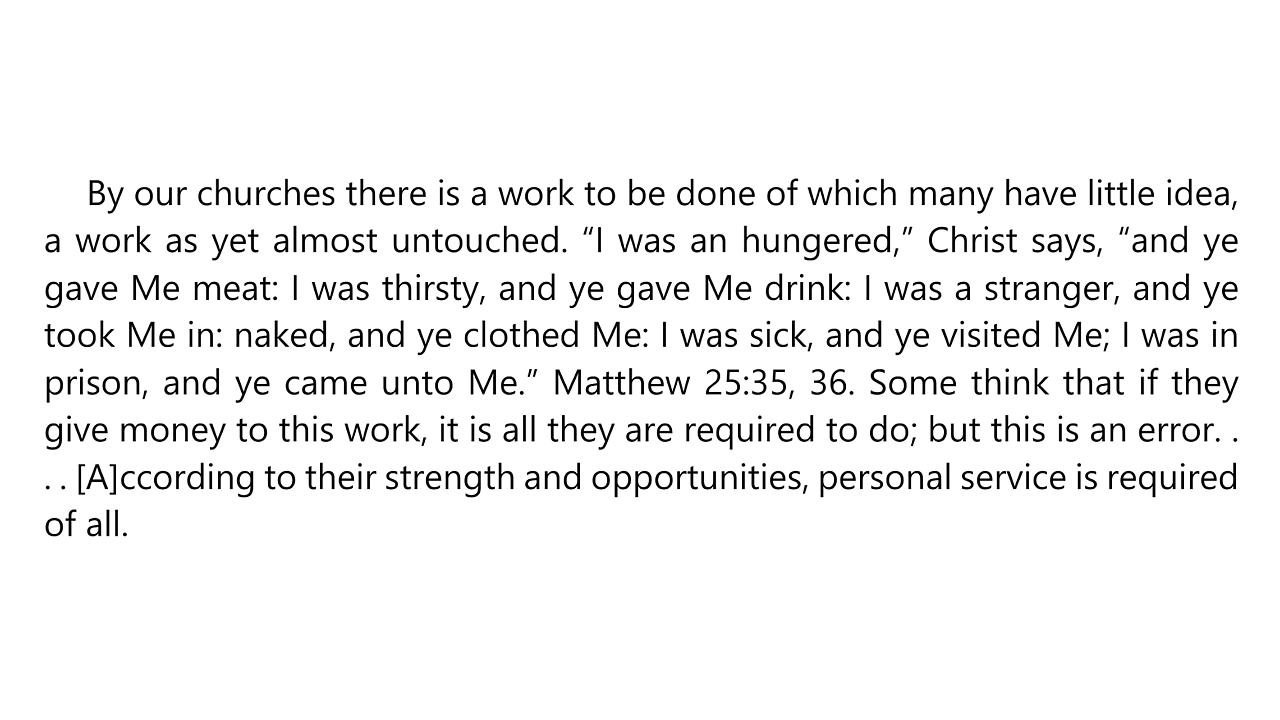 By our churches there is a work to be done of which many have little idea,
a work as yet almost untouched. “I was an hungered,” Christ says, “and ye
gave Me meat: I was thirsty, and ye gave Me drink: I was a stranger, and ye
took Me in: naked, and ye clothed Me: I was sick, and ye visited Me; I was in
prison, and ye came unto Me.” Matthew 25:35, 36. Some think that if they
give money to this work, it is all they are required to do; but this is an error. .
. . [A]ccording to their strength and opportunities, personal service is required
of all.